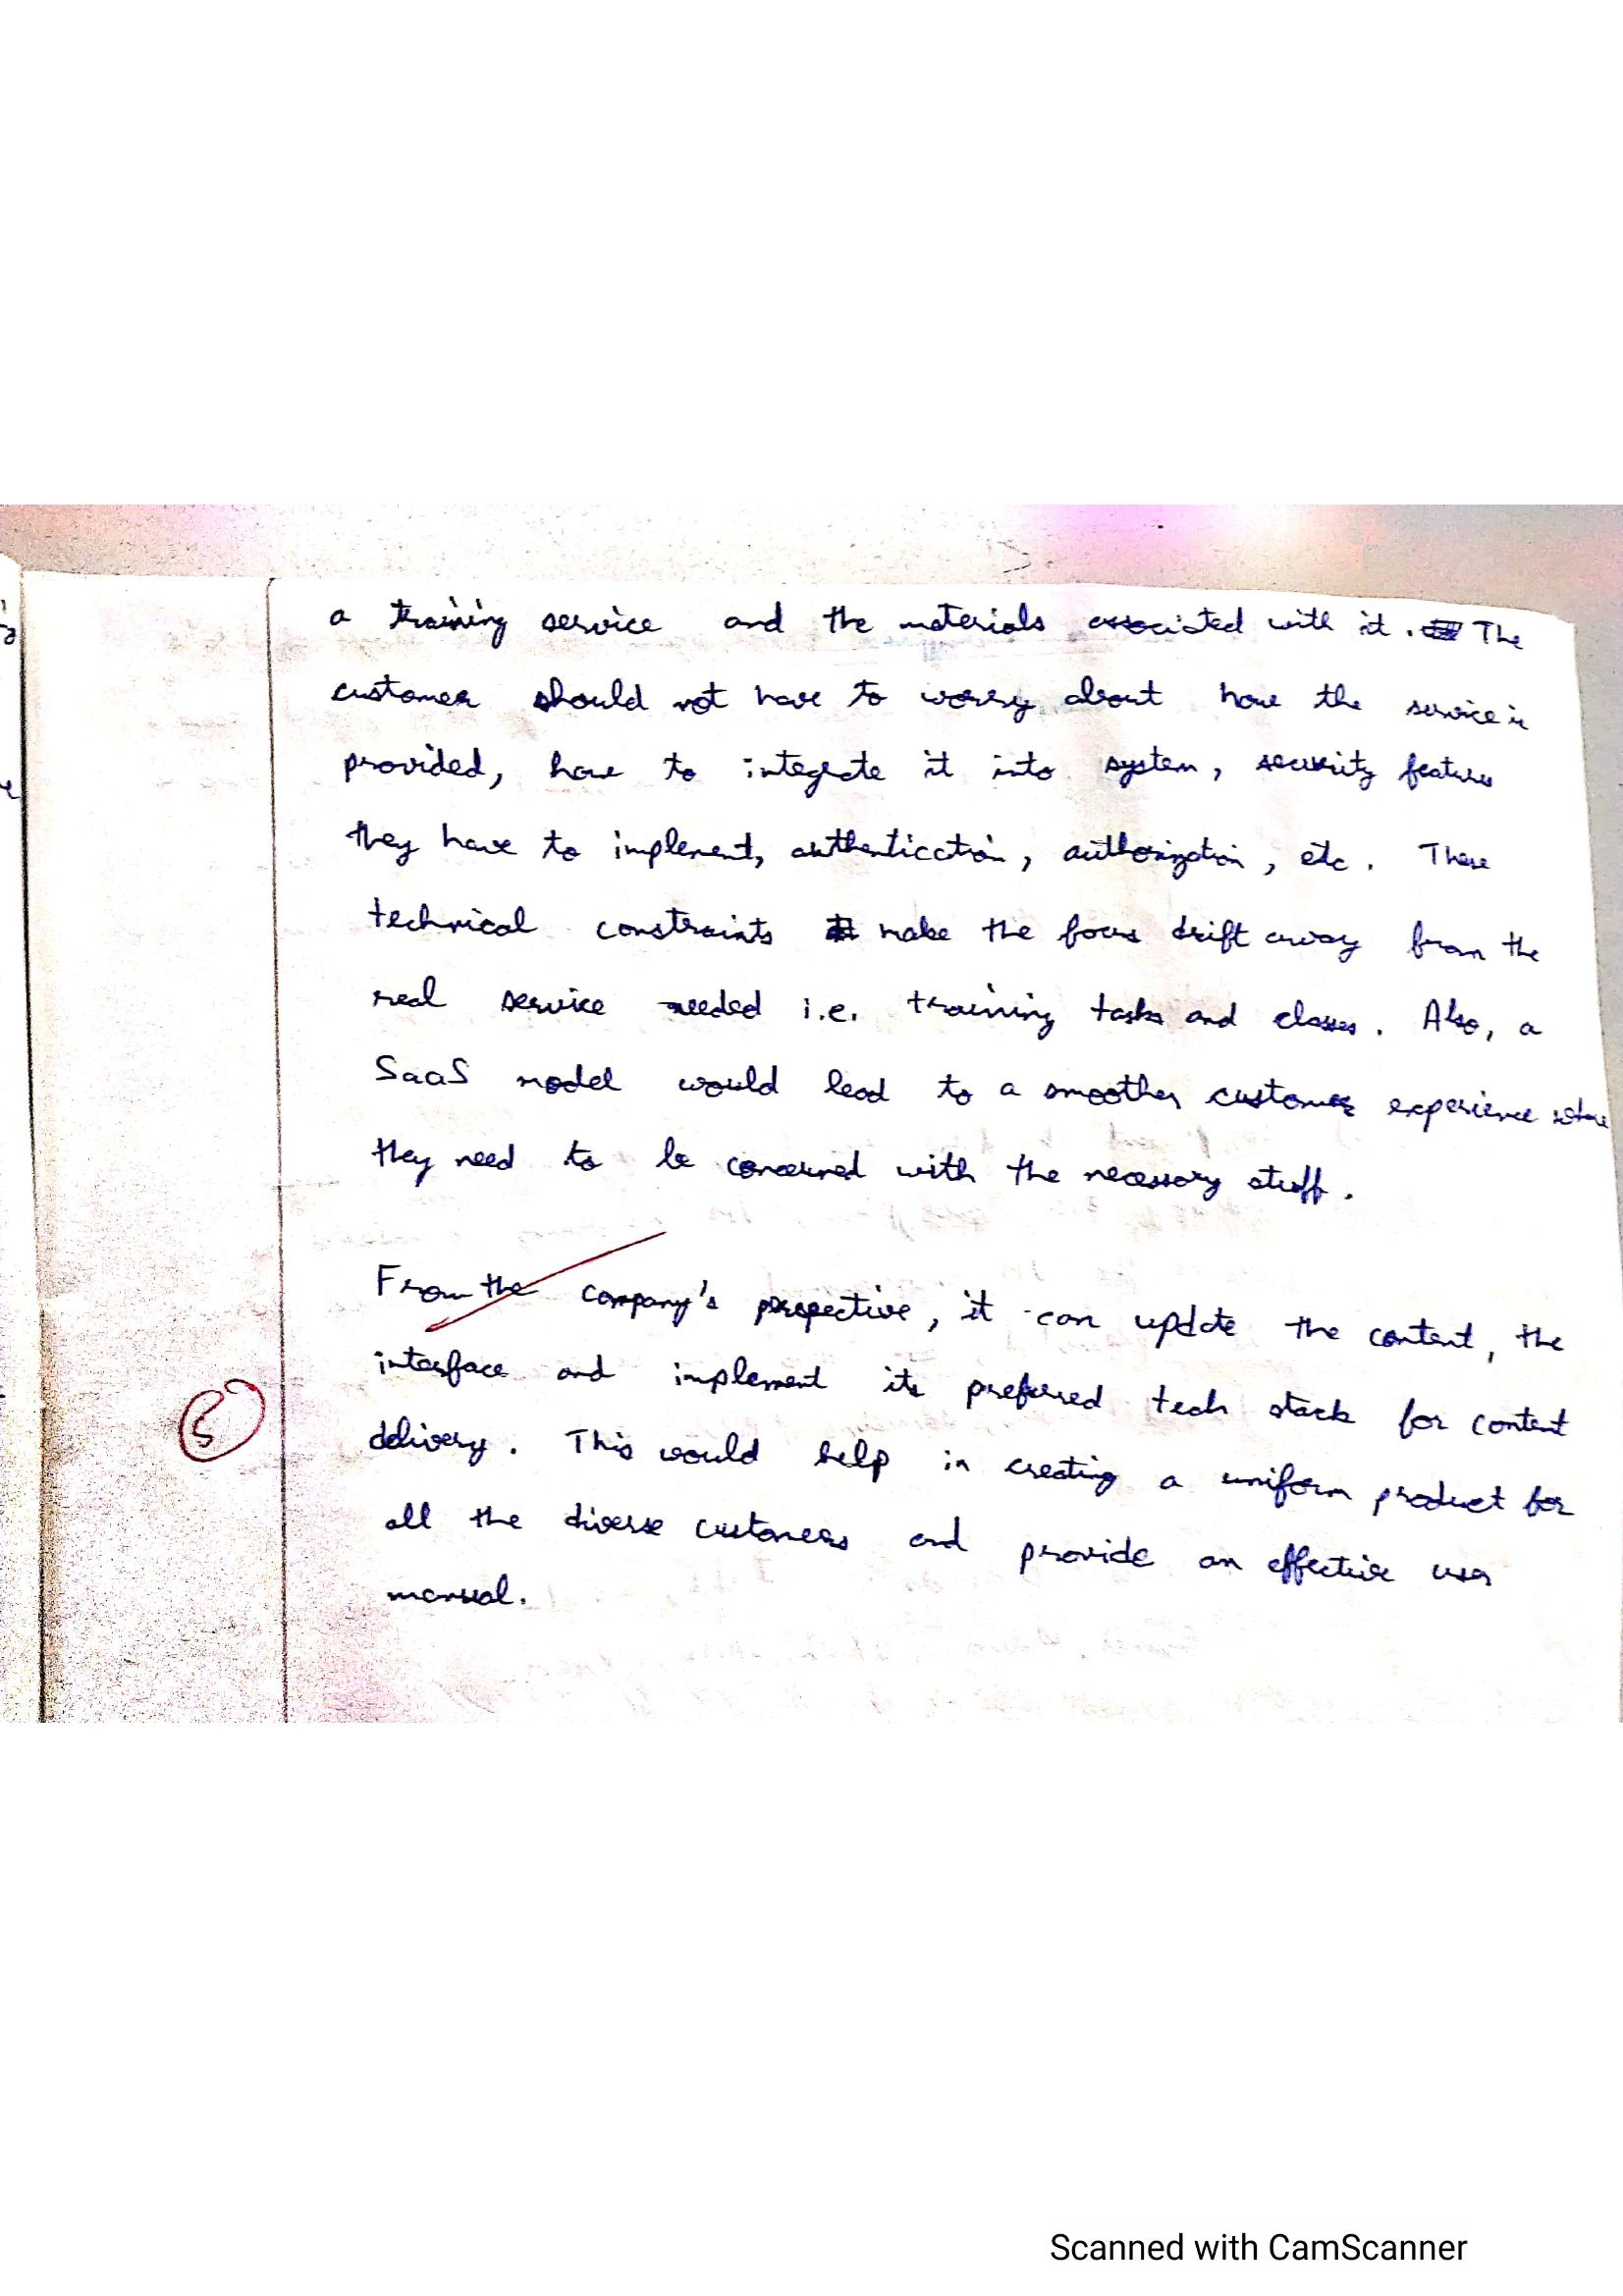 a training service and the materials associated with it. The
customer should not have to worry about how the service is
provided, how to integrate it into system, security features
they have to implement, authentication, authorization, etc. These
technical constraints make the focus drift away from the
real service needed i.e. training tasks and classes. Also, a
SaaS model would lead to a smoother customer experience where
they need to be concerned with the necessary stuff.
From the company's perspective, it can update the content, the
interface and implement its preferred tech stack for content
5
delivery. This would help in creating a uniform product for
all the diverse customers and provide an effective user
manual.
Scanned with CamScanner